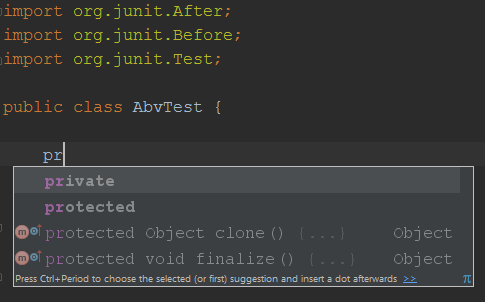 import org.junit.After;
import org.junit.Before;
import org.junit.Test;
public class AbvTest {
pr
private
protected
m protected Object clone() {...} Object
m protected void finalize() {...} Object
Press Ctrl+Period to choose the selected (or first) suggestion and insert a dot afterwards >> π